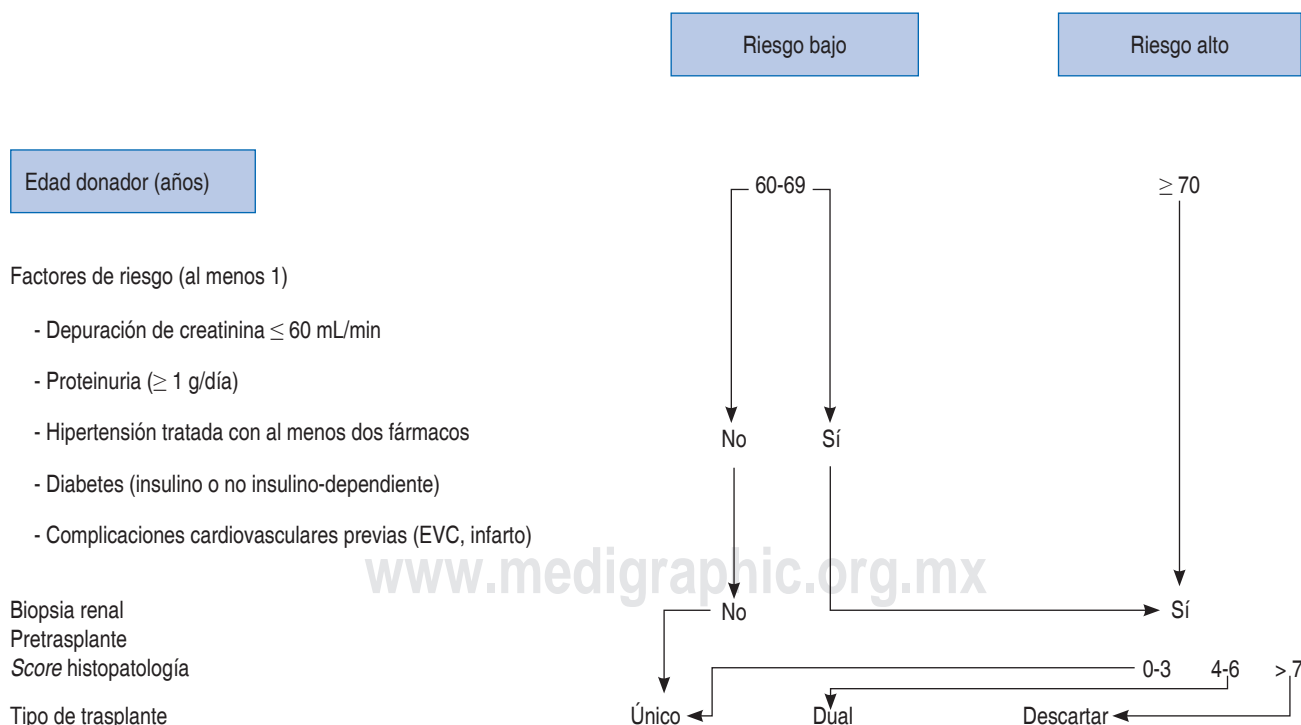 Riesgo bajo
Riesgo alto
Edad donador (años)
60-69
≥ 70
Factores de riesgo (al menos 1)
- Depuración de creatinina ≤ 60 mL/min
- Proteinuria (≥ 1 g/día)
- Hipertensión tratada con al menos dos fármacos
No
Sí
- Diabetes (insulino o no insulino-dependiente)
- Complicaciones cardiovasculares previas (EVC, infarto)
www.medigraphic.org.mx
Biopsia renal
No
Sí
Pretrasplante
Score histopatología
0-3
4-6
> 7
Tipo de trasplante
Único
Dual
Descartar